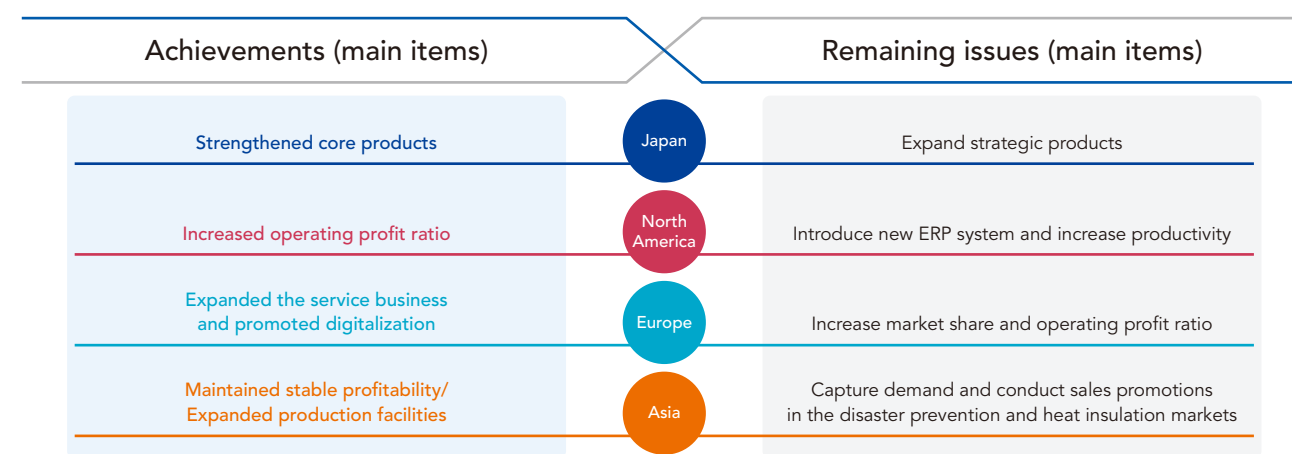 Achievements (main items)
Remaining issues (main items)
Strengthened core products
Japan
Expand strategic products
Increased operating profit ratio
North
America
Introduce new ERP system and increase productivity
Expanded the service business
and promoted digitalization
Europe
Increase market share and operating profit ratio
Maintained stable profitability/
Expanded production facilities
Asia
Capture demand and conduct sales promotions
in the disaster prevention and heat insulation markets